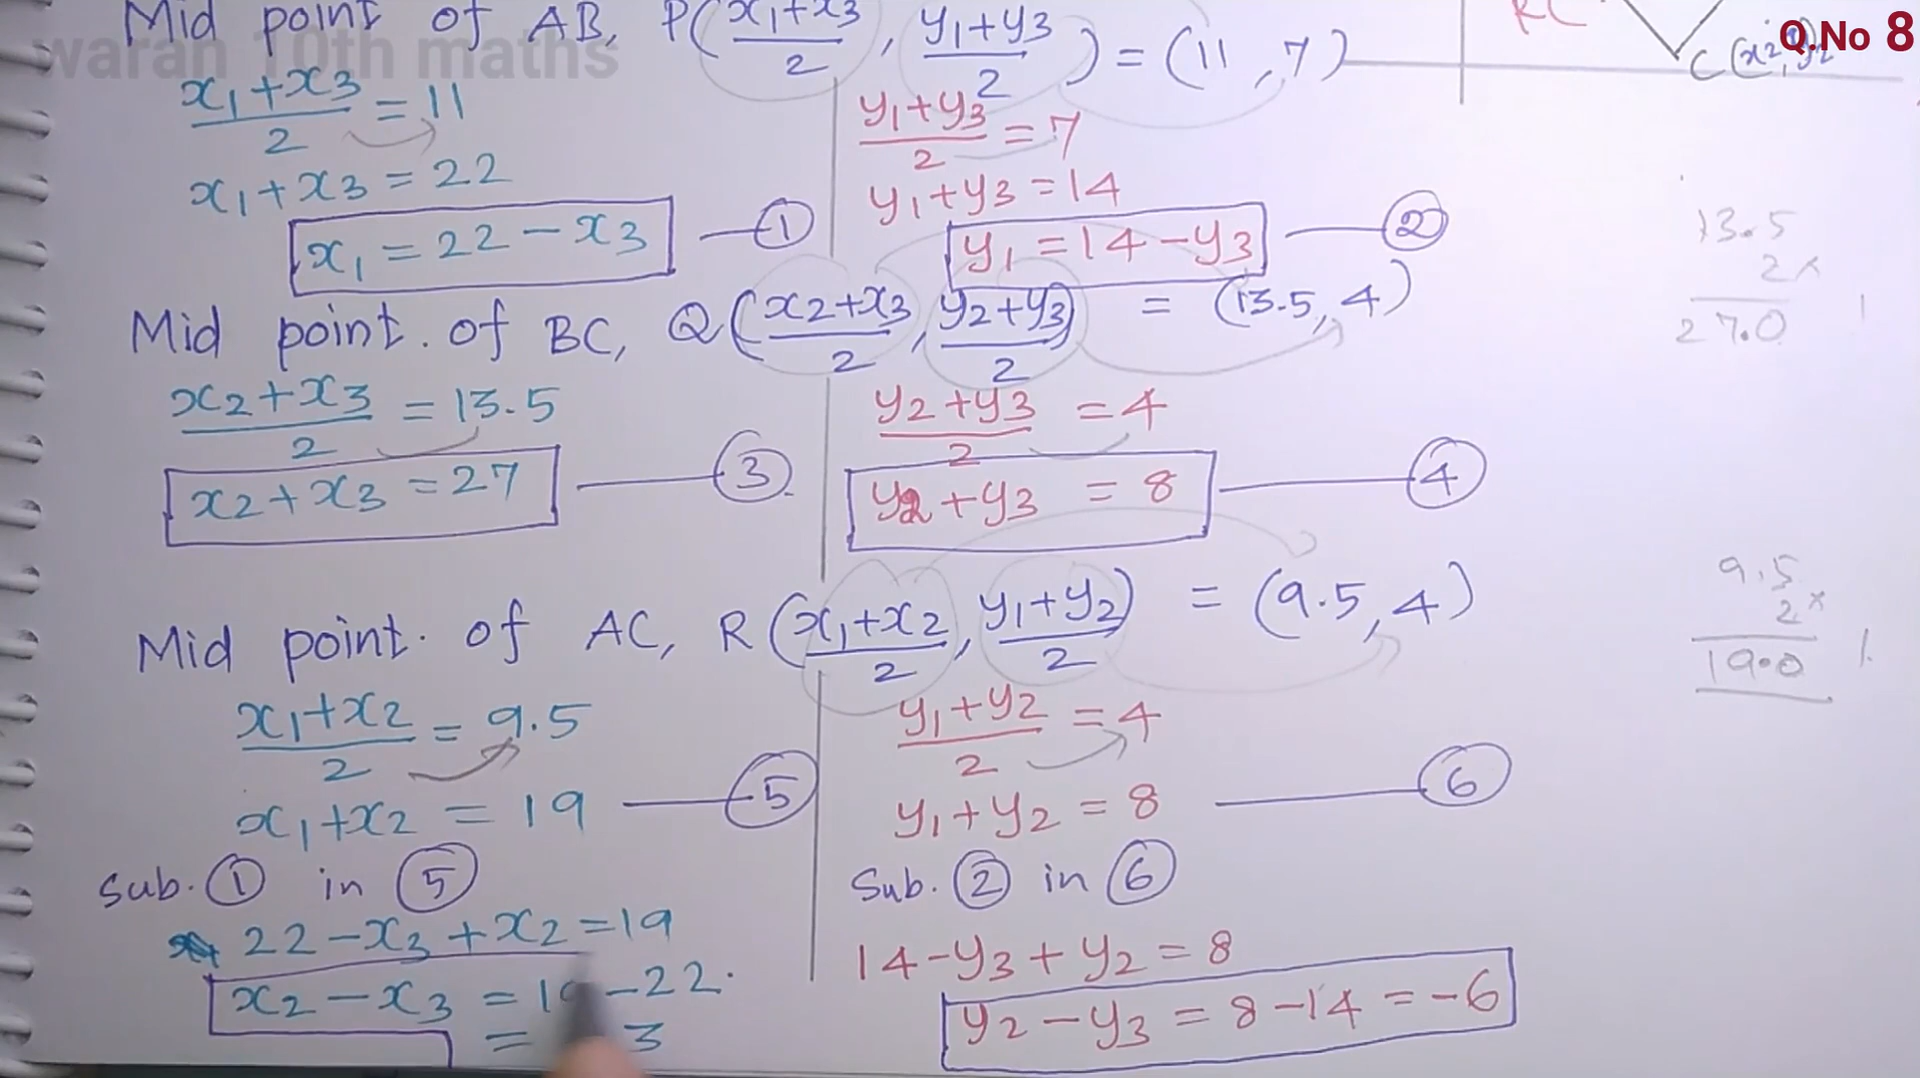 Q.No 8
waran 10th maths
Mid point of AB, P((x1+x3)/2, (y1+y3)/2) = (11, 7)
C(x2, y2)
(x1+x3)/2 = 11
(y1+y3)/2 = 7
x1+x3 = 22
y1+y3 = 14
x1 = 22 - x3 — ①
y1 = 14 - y3 — ②
13.5
2 ×
27.0
Mid point. of BC, Q((x2+x3)/2, (y2+y3)/2) = (13.5, 4)
(x2+x3)/2 = 13.5
(y2+y3)/2 = 4
x2+x3 = 27 — ③
y2+y3 = 8 — ④
9.5
2 ×
19.0
Mid point. of AC, R((x1+x2)/2, (y1+y2)/2) = (9.5, 4)
(x1+x2)/2 = 9.5
(y1+y2)/2 = 4
x1+x2 = 19 — ⑤
y1+y2 = 8 — ⑥
Sub. ① in ⑤
Sub. ② in ⑥
22 - x3 + x2 = 19
14 - y3 + y2 = 8
x2 - x3 = 19 - 22.
= 3
y2 - y3 = 8 - 14 = -6